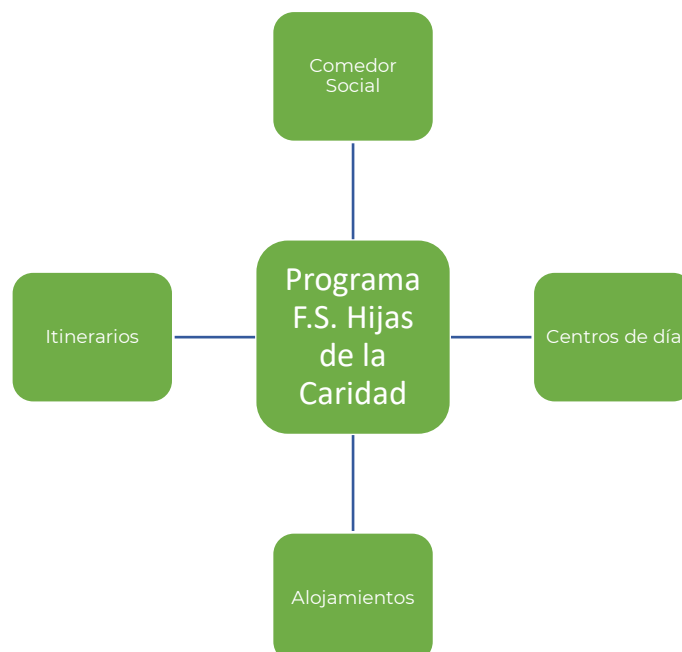 Comedor
Social
Itinerarios
Programa
F.S. Hijas
de la
Caridad
Centros de día
Alojamientos